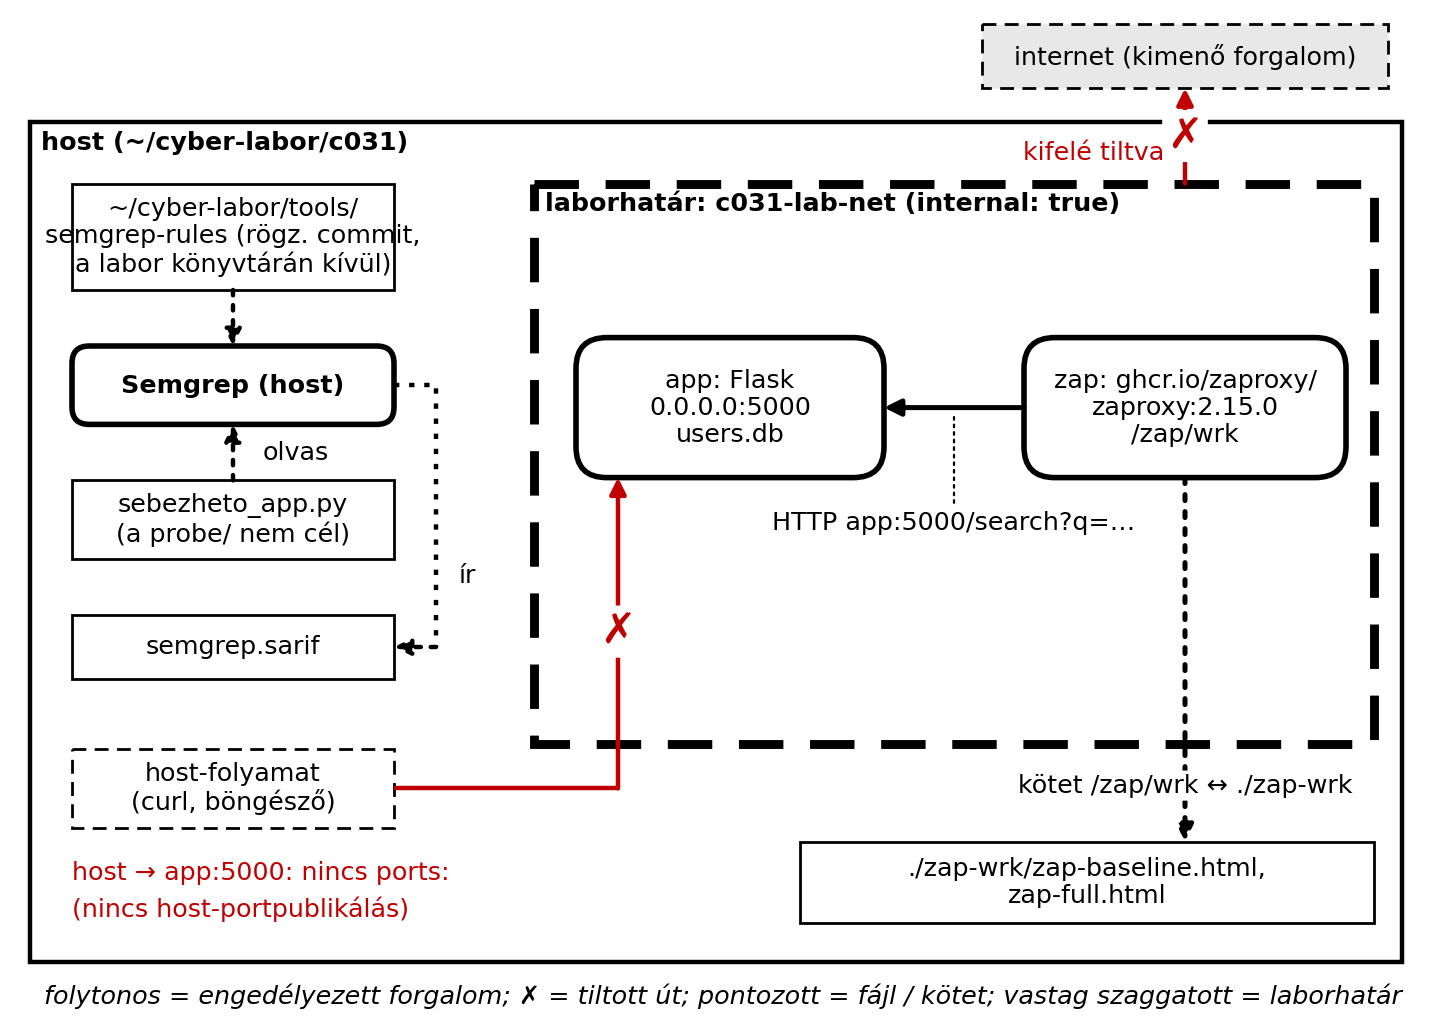 internet (kimenő forgalom)
host (~/cyber-labor/c031)
kifelé tiltva ✗
~/cyber-labor/tools/
semgrep-rules (rögz. commit,
a labor könyvtárán kívül)
laborhatár: c031-lab-net (internal: true)
Semgrep (host)
olvas
sebezheto_app.py
(a probe/ nem cél)
ír
semgrep.sarif
app: Flask
0.0.0.0:5000
users.db
zap: ghcr.io/zaproxy/
zaproxy:2.15.0
/zap/wrk
HTTP app:5000/search?q=…
✗
host-folyamat
(curl, böngésző)
kötet /zap/wrk ↔ ./zap-wrk
host → app:5000: nincs ports:
(nincs host-portpublikálás)
./zap-wrk/zap-baseline.html,
zap-full.html
folytonos = engedélyezett forgalom; ✗ = tiltott út; pontozott = fájl / kötet; vastag szaggatott = laborhatár